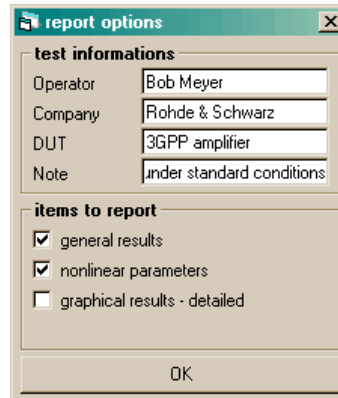 report options
test informations
Operator Bob Meyer
Company Rohde & Schwarz
DUT 3GPP amplifier
Note under standard conditions
items to report
general results
nonlinear parameters
graphical results - detailed
OK